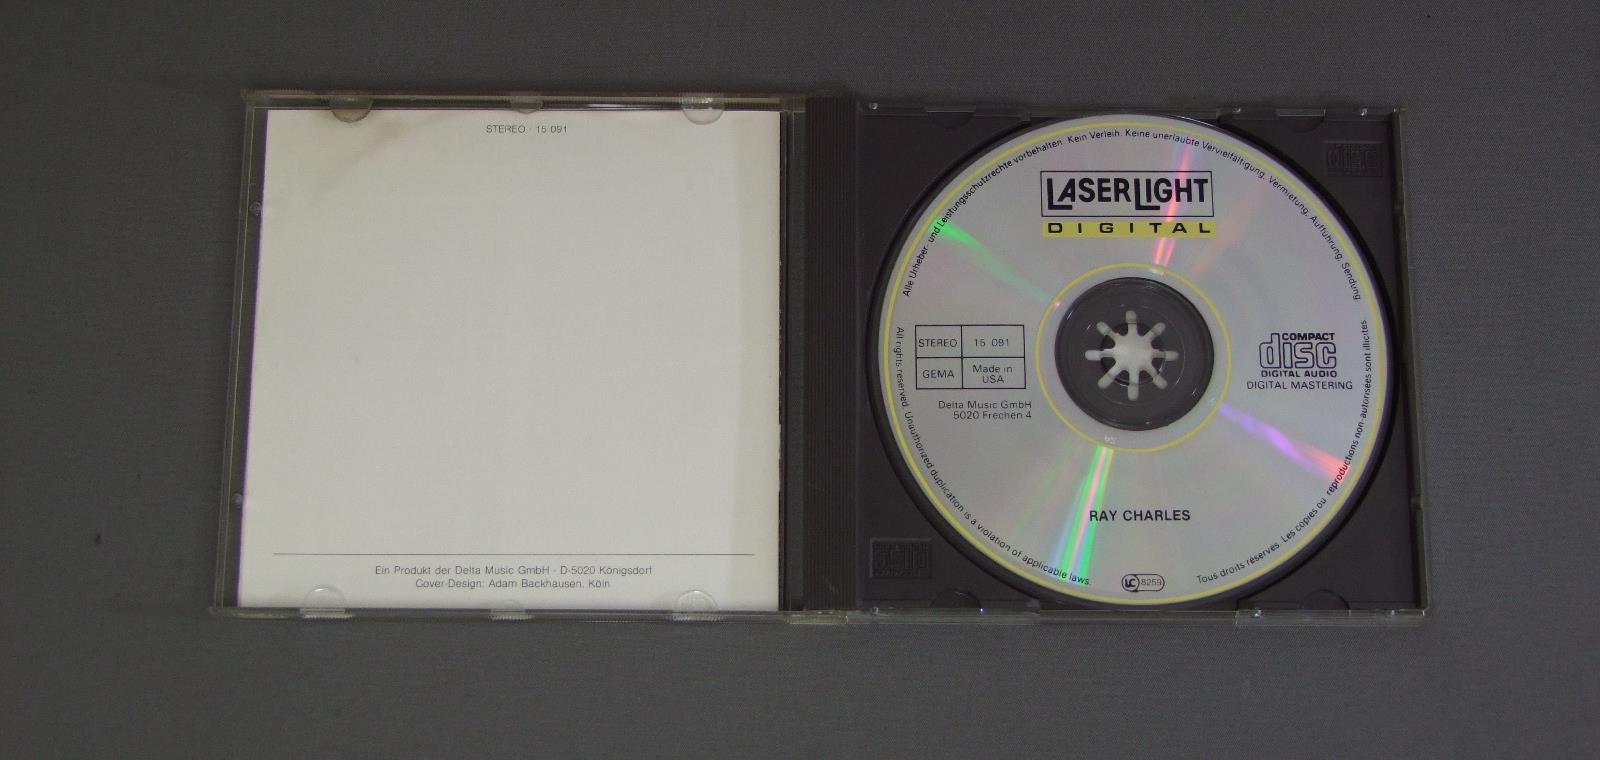 STEREO · 15 091
Ein Produkt der Delta Music GmbH · D-5020 Königsdorf
Cover-Design: Adam Backhausen, Köln
Alle Urheber- und Leistungsschutzrechte vorbehalten. Kein Verleih. Keine unerlaubte Vervielfältigung, Vermietung, Aufführung, Sendung
LASERLIGHT
DIGITAL
STEREO 15 091
GEMA Made in USA
Delta Music GmbH
5020 Frechen 4
COMPACT
disc
DIGITAL AUDIO
DIGITAL MASTERING
RAY CHARLES
LC 8259
All rights reserved. Unauthorized duplication is a violation of applicable laws.
Tous droits réservés. Les copies ou reproductions non-autorisées sont illicites